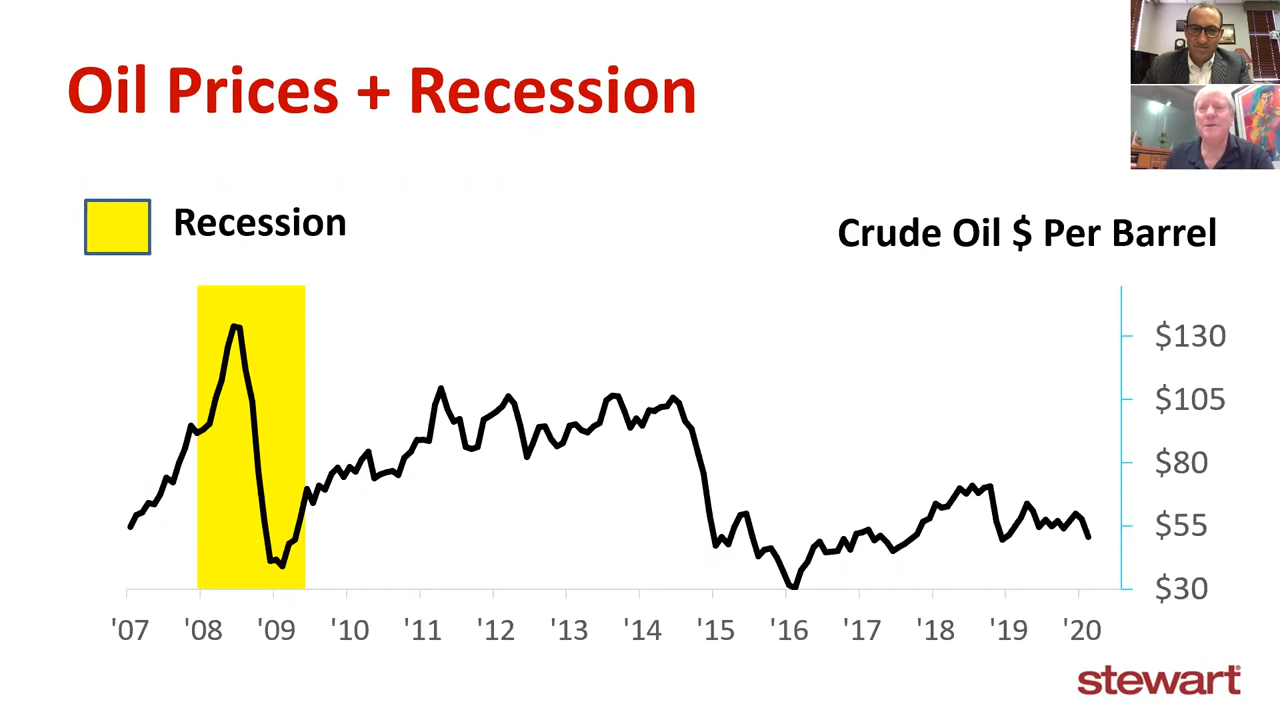 Oil Prices + Recession
Recession
Crude Oil $ Per Barrel
$130
$105
$80
$55
$30
'07 '08 '09 '10 '11 '12 '13 '14 '15 '16 '17 '18 '19 '20
stewart